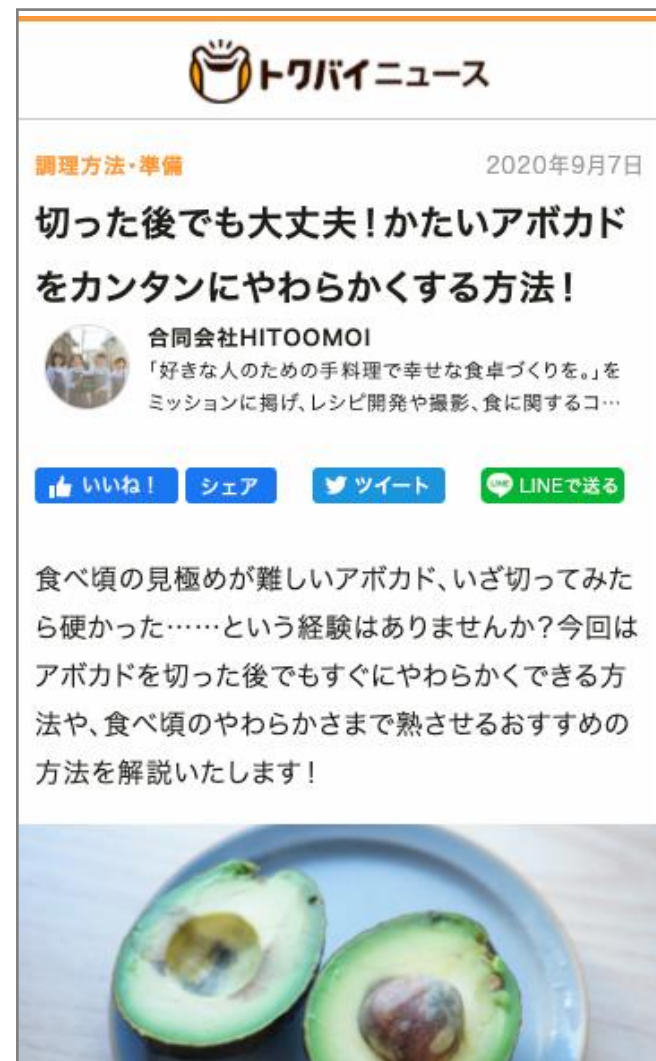 トクバイニュース
調理方法・準備
2020年9月7日
切った後でも大丈夫！かたいアボカド
をカンタンにやわらかくする方法！
合同会社HITOOMOI
「好きな人のための手料理で幸せな食卓づくりを。」を
ミッションに掲げ、レシピ開発や撮影、食に関するコ…
いいね！
シェア
ツイート
LINE
LINEで送る
食べ頃の見極めが難しいアボカド、いざ切ってみた
ら硬かった……という経験はありませんか？今回は
アボカドを切った後でもすぐにやわらかくできる方
法や、食べ頃のやわらかさまで熟させるおすすめの
方法を解説いたします！